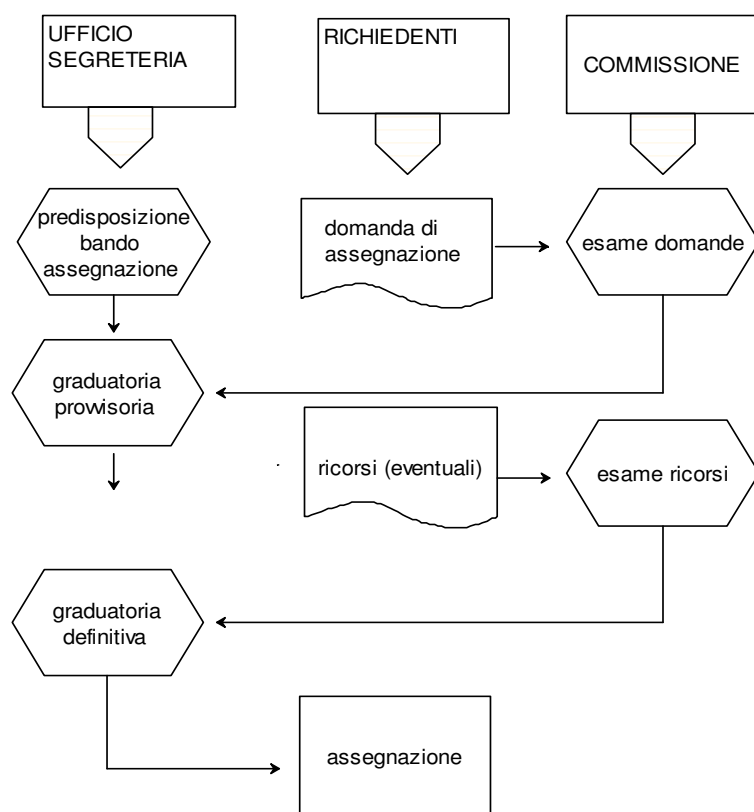 UFFICIO
SEGRETERIA
RICHIEDENTI
COMMISSIONE
predisposizione
bando
assegnazione
domanda di
assegnazione
esame domande
graduatoria
provvisoria
ricorsi (eventuali)
esame ricorsi
graduatoria
definitiva
assegnazione